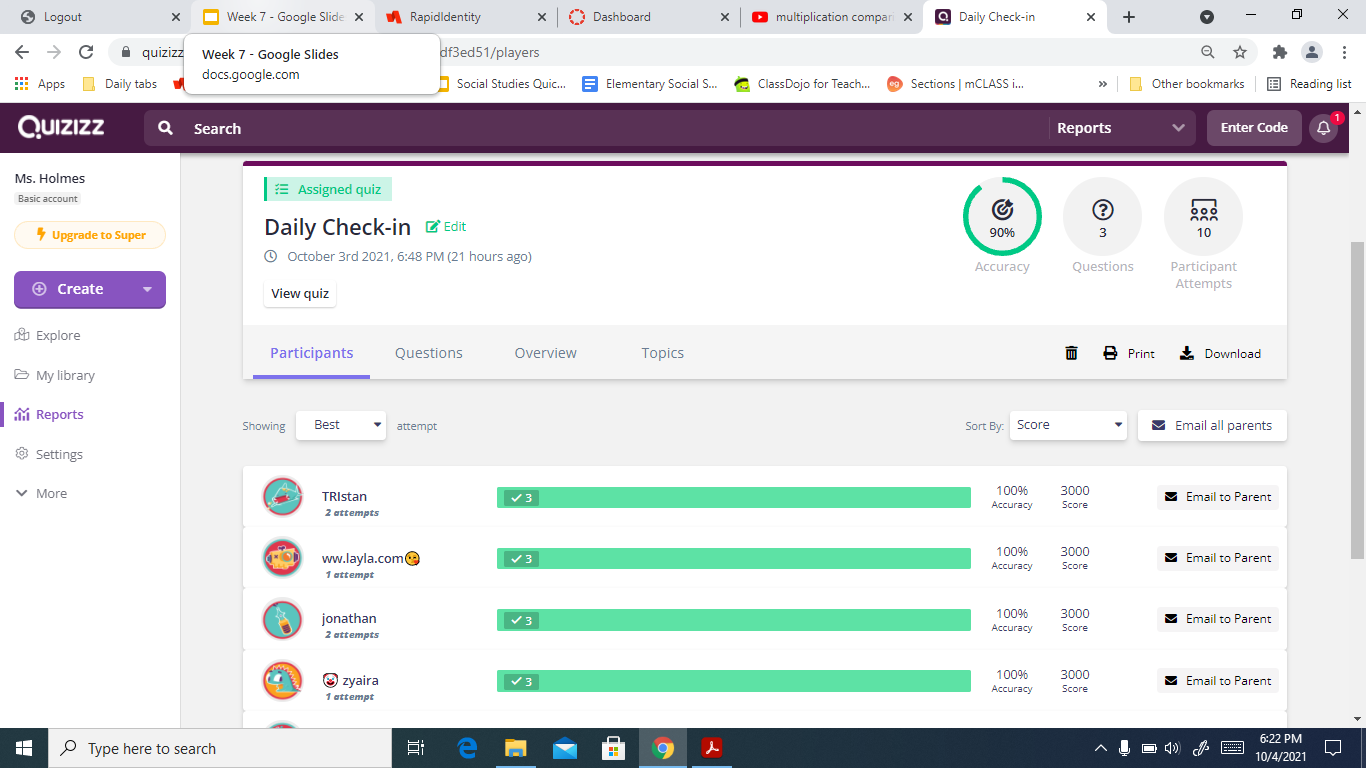 Logout
Week 7 - Google Slide
RapidIdentity
Dashboard
multiplication compari
Daily Check-in
quizizz
df3ed51/players
Week 7 - Google Slides
docs.google.com
Apps
Daily tabs
Social Studies Quic...
Elementary Social S...
ClassDojo for Teach...
Sections | mCLASS i...
»
Other bookmarks
Reading list
Quizizz
Search
Reports
Enter Code
1
Ms. Holmes
Basic account
Upgrade to Super
Create
Explore
My library
Reports
Settings
More
Assigned quiz
Daily Check-in
Edit
October 3rd 2021, 6:48 PM (21 hours ago)
View quiz
90%
Accuracy
3
Questions
10
Participant
Attempts
Participants
Questions
Overview
Topics
Print
Download
Showing
Best
attempt
Sort By:
Score
Email all parents
TRIstan
2 attempts
3
100%
Accuracy
3000
Score
Email to Parent
ww.layla.com😘
1 attempt
3
100%
Accuracy
3000
Score
Email to Parent
jonathan
2 attempts
3
100%
Accuracy
3000
Score
Email to Parent
🤡 zyaira
1 attempt
3
100%
Accuracy
3000
Score
Email to Parent
Type here to search
6:22 PM
10/4/2021